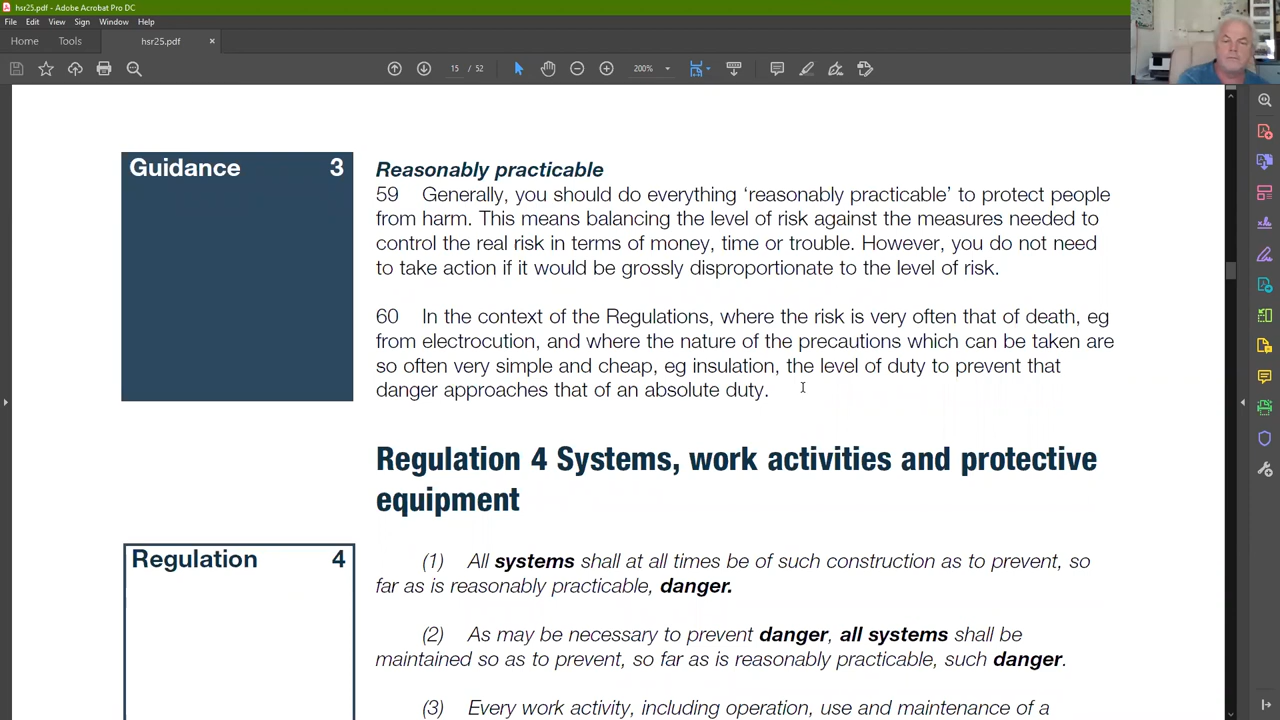 hsr25.pdf - Adobe Acrobat Pro DC
File Edit View Sign Window Help
Home Tools hsr25.pdf ×
15 / 52 200%
Guidance 3
Reasonably practicable
59 Generally, you should do everything ‘reasonably practicable’ to protect people
from harm. This means balancing the level of risk against the measures needed to
control the real risk in terms of money, time or trouble. However, you do not need
to take action if it would be grossly disproportionate to the level of risk.
60 In the context of the Regulations, where the risk is very often that of death, eg
from electrocution, and where the nature of the precautions which can be taken are
so often very simple and cheap, eg insulation, the level of duty to prevent that
danger approaches that of an absolute duty.
Regulation 4 Systems, work activities and protective
equipment
Regulation 4
(1) All systems shall at all times be of such construction as to prevent, so
far as is reasonably practicable, danger.
(2) As may be necessary to prevent danger, all systems shall be
maintained so as to prevent, so far as is reasonably practicable, such danger.
(3) Every work activity, including operation, use and maintenance of a